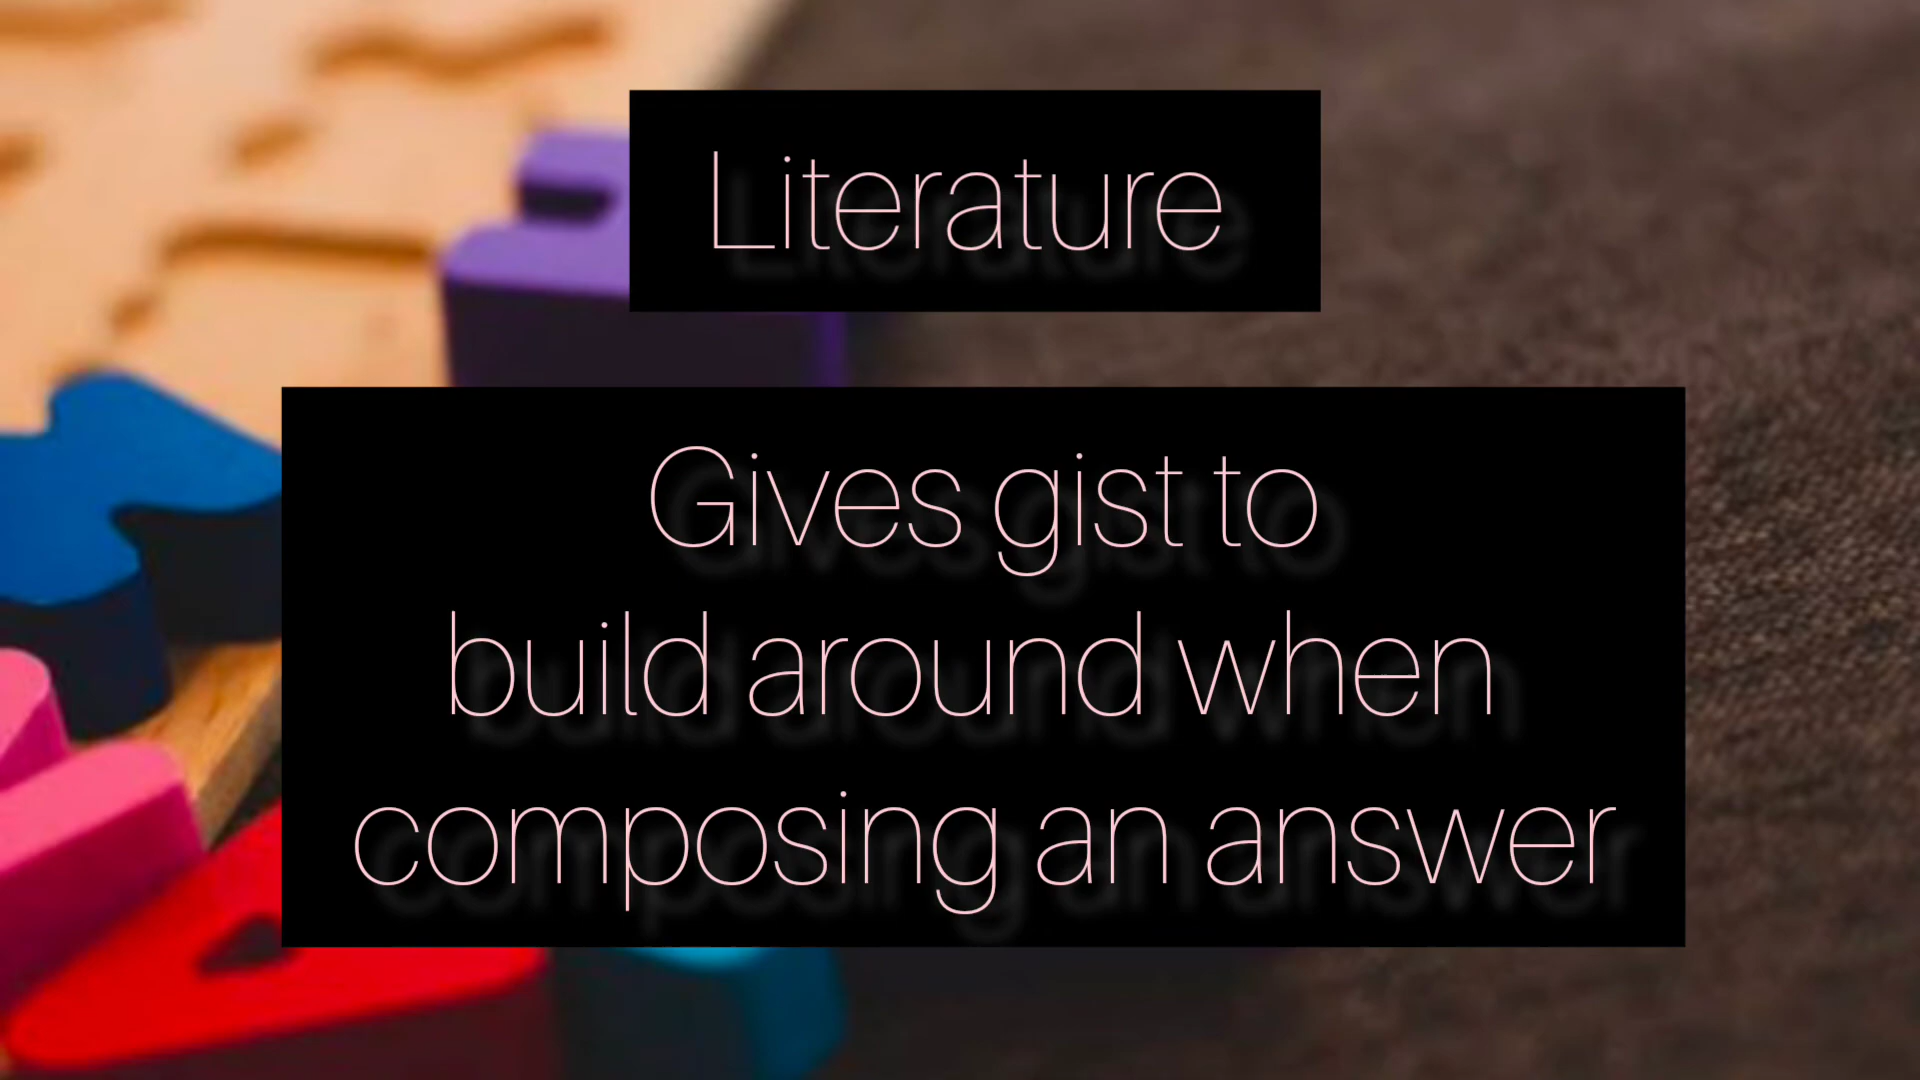 Literature
Gives gist to
build around when
composing an answer